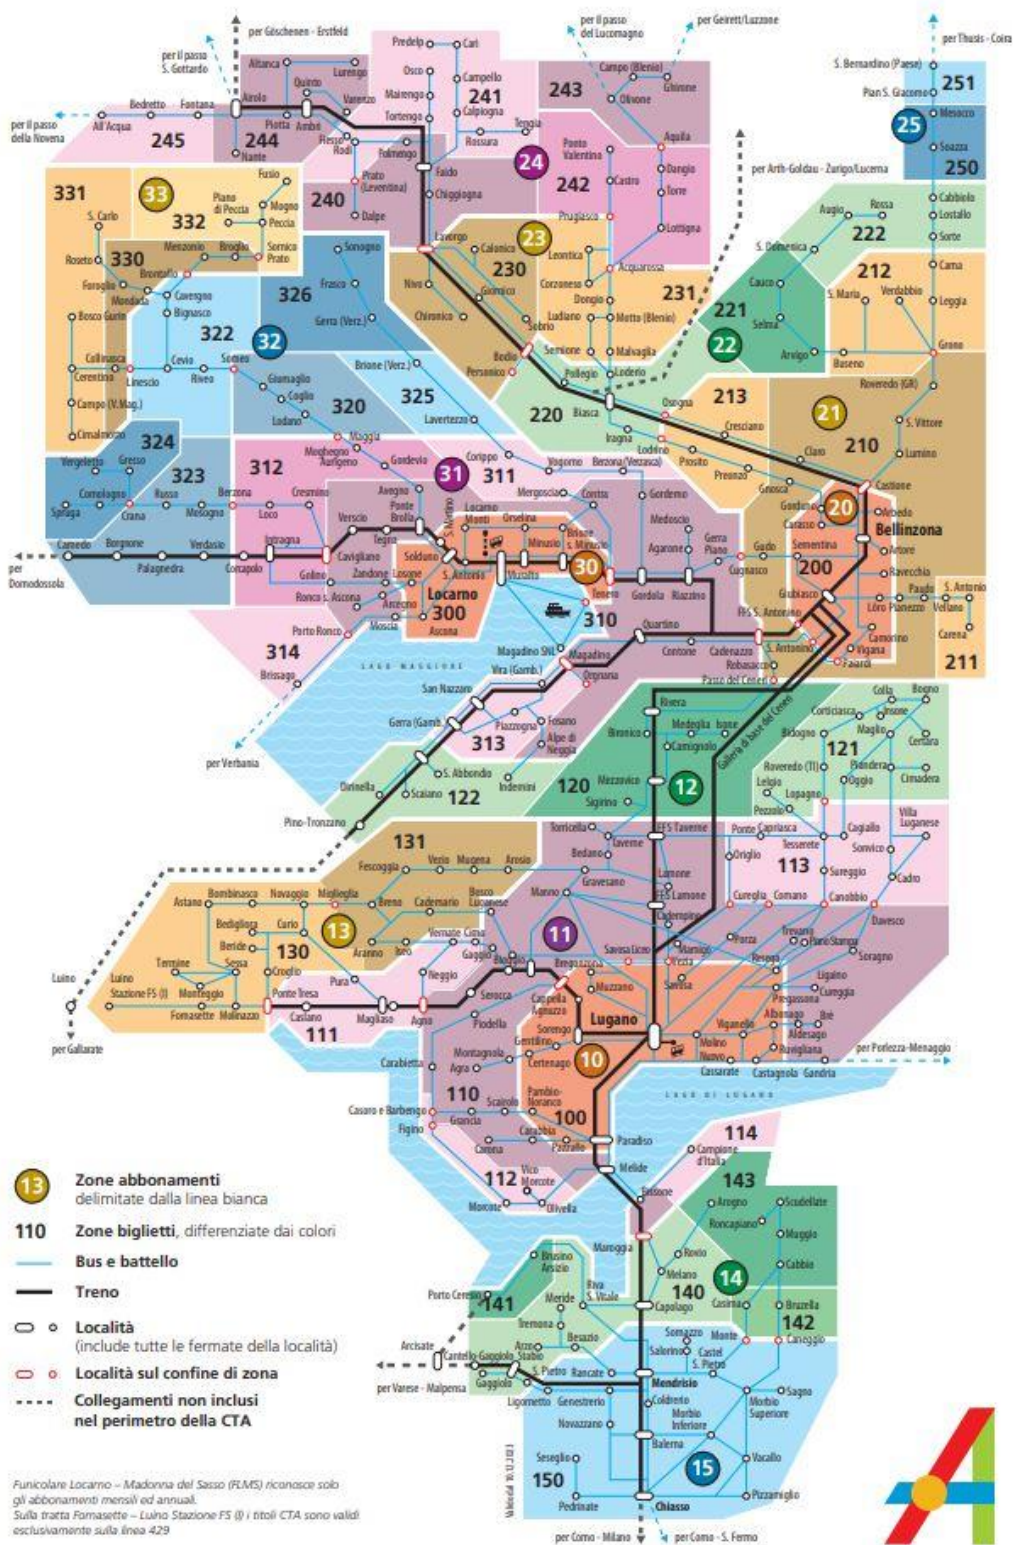 per Göschenen - Erstfeld
per il passo
del Lucomagno
per Geirett/Luzzone
per Thusis - Coira
per il passo
S. Gottardo
Predelp
Carì
Altanca
Lurengo
Osco
Campello
Campo (Blenio)
S. Bernardino (Paese)
251
Quinto
Mairengo
241
243
Ghirone
Pian S. Giacomo
Bedretto
Fontana
Airolo
Varenzo
Calpiogna
Olivone
25
Mesocco
per il passo
della Novena
All'Acqua
245
244
Piotta
Ambrì
Tortengo
Tengia
Rossura
Aquila
Soazza
250
Nante
Rodi
Polmengo
24
Ponto
Valentino
242
Dangio
per Arth-Goldau - Zurigo/Lucerna
331
33
Fusio
Prato
(Leventina)
Faido
Castro
Torre
Cabbiolo
Piano
di Peccia
332
Mogno
240
Chiggiogna
Rossa
Augio
Lostallo
S. Carlo
Peccia
Dalpe
Prugiasco
Lottigna
222
Sorte
330
Menzonio
Broglio
Sornico
Prato
Sonogno
Lavorgo
23
Calonico
Leontica
Acquarossa
S. Domenica
212
Cama
Roseto
Brontallo
326
Frasco
230
Corzoneso
231
Cauco
221
S. Maria
Verdabbio
Foroglio
Mondada
Cavergno
Nivo
Giornico
Dongio
Leggia
Bosco Gurin
Bignasco
Gerra (Verz.)
Chironico
Sobrio
Ludiano
Motto (Blenio)
Selma
22
322
32
Arvigo
Grono
Collinasca
Cevio
Someo
Brione (Verz.)
Bodio
Semione
Malvaglia
Buseno
Cerentino
Linescio
Riveo
Giumaglio
Personico
Pollegio
Loderio
Roveredo (GR)
Campo (V.Mag.)
Coglio
325
220
Biasca
Osogna
213
21
Cimalmotto
Lodano
320
Lavertezzo
Cresciano
S. Vittore
324
Maggia
Iragna
210
Vergeletto
Gresso
312
Moghegno
Aurigeno
Corippo
311
Vogorno
Berzona (Verzasca)
Lodrino
Prosito
Claro
Lumino
323
Gordevio
31
Preonzo
Comologno
Russo
Berzona
Cresmino
Avegno
Mergoscia
Contra
Gordemo
Gnosca
Castione
Spruga
Crana
Mosogno
Loco
Ponte
Brolla
S. Martino
Locarno
Monti
Orselina
Brione
s. Minusio
Medoscio
Gorduno
20
Arbedo
Verscio
Carasso
Bellinzona
Camedo
Borgnone
Verdasio
Intragna
Tegna
Solduno
Minusio
Gerra
Piano
Gudo
Sementina
Artore
per
Domodossola
Palagnedra
Corcapolo
Cavigliano
S. Antonio
Muralto
30
Agarone
Cugnasco
200
Ravecchia
Golino
Zandone
Losone
Locarno
Tenero
Gordola
Riazzino
Giubiasco
Pianezzo
Paudo
S. Antonio
Ronco s. Ascona
Arcegno
300
FFS S. Antonino
Loro
Vellano
Moscia
Ascona
310
Quartino
Camorino
Carena
Porto Ronco
Magadino SNL
Magadino
Contone
Cadenazzo
S. Antonino
Vigana
Paiardi
211
314
LAGO MAGGIORE
Vira (Gamb.)
Robasacco
Brissago
San Nazzaro
Orgnana
Passo del Ceneri
per Verbania
Gerra (Gamb.)
Piazzogna
Fosano
Rivera
Galleria di base del Ceneri
Colla
Bogno
313
Alpe di
Neggia
Bironico
Medeglia
Isone
Corticiasca
Insone
Camignolo
Bidogno
Maglio
Certara
S. Abbondio
Indemini
120
Mezzovico
12
Roveredo (TI)
121
Piandera
Dirinella
Scaiano
122
Sigirino
Lelgio
Oggio
Cimadera
Pino-Tronzano
Lopagno
Pezzolo
131
Torricella
FFS Taverne
Ponte Capriasca
Cagiallo
Villa
Luganese
Taverne
Tesserete
Fescoggia
Vezio
Mugena
Arosio
Bedano
Origlio
113
Sonvico
Gravesano
Lamone
Sureggio
Cadro
Bombinasco
Novaggio
Miglieglia
Bosco
Luganese
Manno
FFS Lamone
Cureglia
Comano
Canobbio
Astano
Breno
Cademario
Cadempino
Davesco
Bedigliora
Curio
13
11
Beride
130
Vernate
Cimo
Savosa Liceo
Porza
Trevano
Piano Stampa
Termine
Sessa
Aranno
Iseo
Gaggio
Bioggio
Breganzona
Vezia
Resega
Soragno
Luino
Luino
Stazione FS (I)
Croglio
Neggio
Muzzano
Savosa
Ligaino
Cureggia
Monteggio
Pura
Serocca
Cappella
Agnuzzo
Lugano
Pregassona
Fornasette
Molinazzo
Ponte Tresa
Magliaso
Agno
Piodella
Sorengo
Viganello
Albonago
Brè
Caslano
Gentilino
Molino
Nuovo
Aldesago
per Gallarate
111
Montagnola
Certenago
10
Ruvigliana
per Porlezza-Menaggio
Carabietta
Agra
Cassarate
Castagnola
Gandria
110
Pambio-
Noranco
LAGO DI LUGANO
Casoro e Barbengo
Scairolo
Grancia
100
Figino
Carabbia
Paradiso
114
Carona
Pazzallo
Campione
d'Italia
112
Vico
Morcote
Melide
143
Bissone
Arogno
Scudellate
Morcote
Olivella
Roncapiano
Maroggia
Muggio
Brusino
Arsizio
Rovio
Porto Ceresio
141
Riva
S. Vitale
Melano
14
Cabbio
Meride
140
Casima
Bruzella
Tremona
Capolago
142
Arcisate
Arzo
Besazio
Somazzo
Monte
Caneggio
Cantello-Gaggiolo
Stabio
Salorino
Castel
S. Pietro
per Varese - Malpensa
Gaggiolo
S. Pietro
Rancate
Mendrisio
Ligornetto
Genestrerio
Coldrerio
Sagno
Morbio
Inferiore
Morbio
Superiore
Novazzano
Balerna
Seseglio
15
Vacallo
150
Pedrinate
Chiasso
Pizzamiglio
per Como - Milano
per Como - S. Fermo
13
Zone abbonamenti
delimitate dalla linea bianca
110
Zone biglietti, differenziate dai colori
Bus e battello
Treno
Località
(include tutte le fermate della località)
Località sul confine di zona
Collegamenti non inclusi
nel perimetro della CTA
Funicolare Locarno – Madonna del Sasso (FLMS) riconosce solo
gli abbonamenti mensili ed annuali.
Sulla tratta Fornasette – Luino Stazione FS (I) i titoli CTA sono validi
esclusivamente sulla linea 429